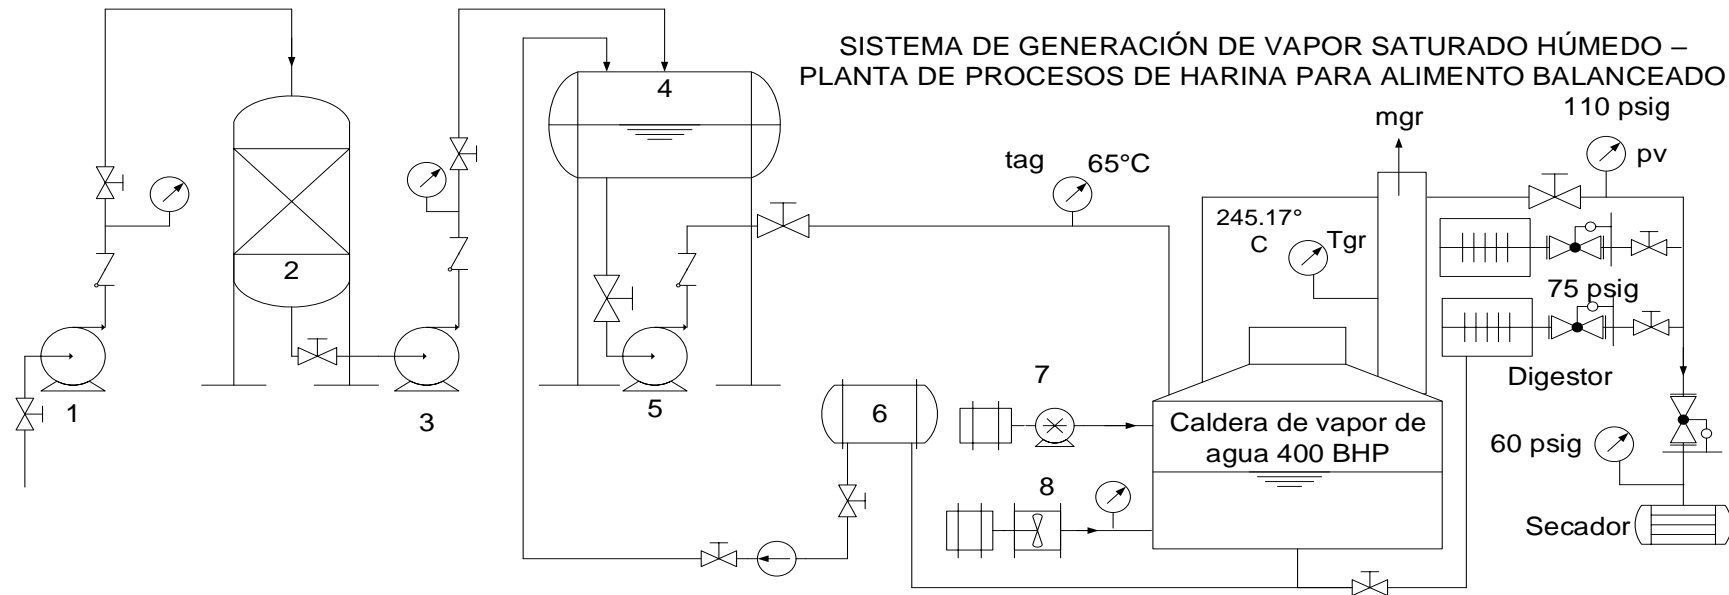 SISTEMA DE GENERACIÓN DE VAPOR SATURADO HÚMEDO –
PLANTA DE PROCESOS DE HARINA PARA ALIMENTO BALANCEADO
4
110 psig
mgr
pv
tag
65°C
245.17°
C
Tgr
2
75 psig
Digestor
1
3
5
7
6
Caldera de vapor de
agua 400 BHP
60 psig
8
Secador